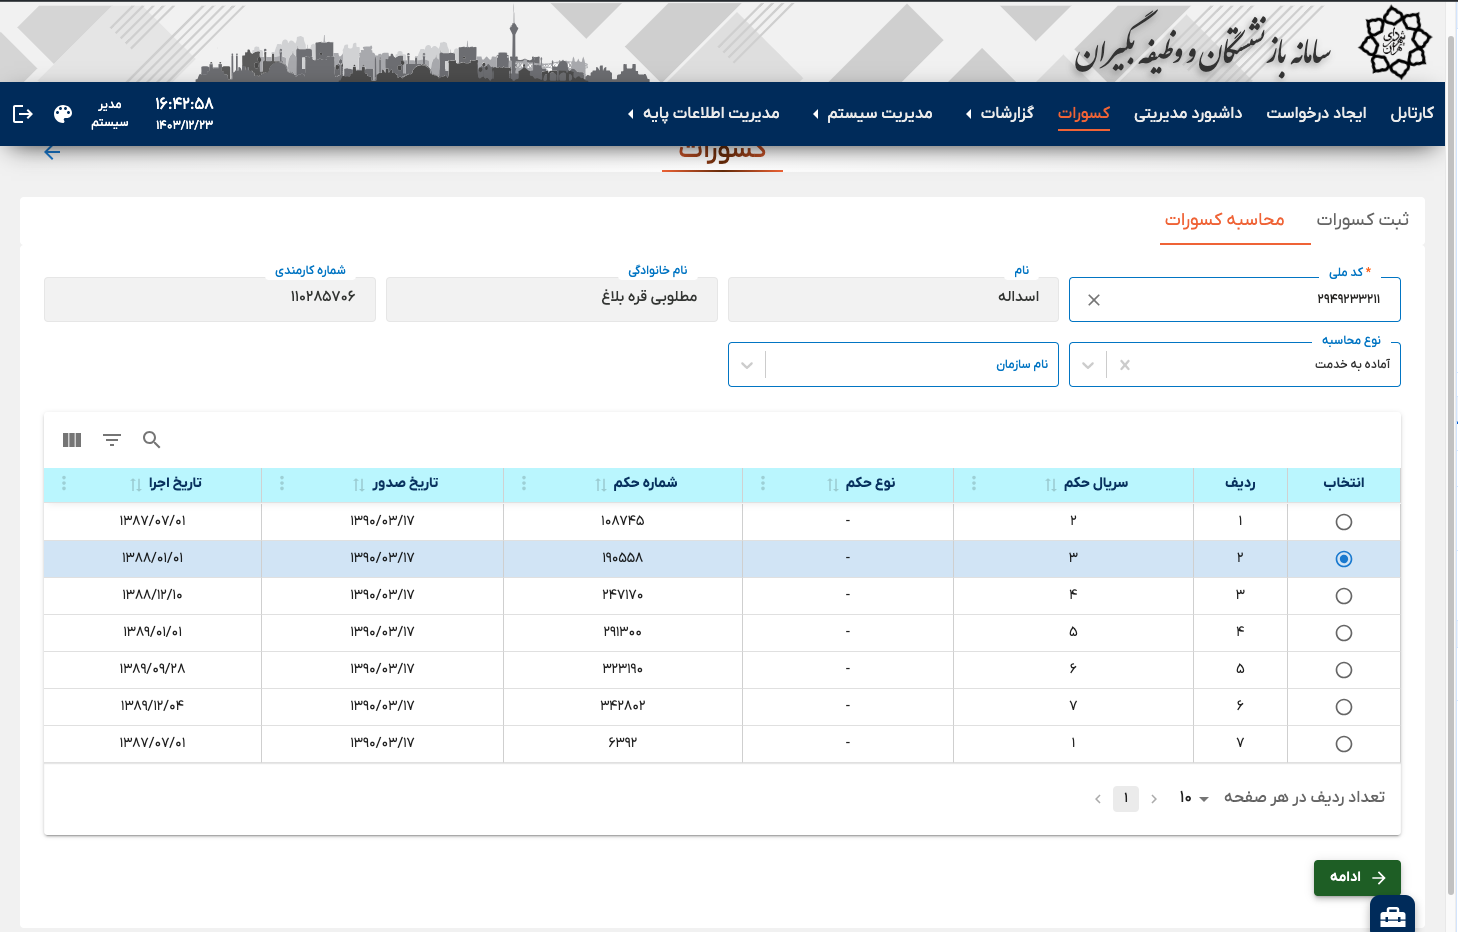 سامانه بازنشستگان و وظیفه بگیران
کارتابل
ایجاد درخواست
داشبورد مدیریتی
کسورات
گزارشات
مدیریت سیستم
مدیریت اطلاعات پایه
۱۶:۴۲:۵۸
۱۴۰۳/۱۲/۲۳
مدیر
سیستم
کسورات
ثبت کسورات
محاسبه کسورات
* کد ملی
۲۹۴۹۲۳۳۲۱۱
نام
اسداله
نام خانوادگی
مطلوبی قره بلاغ
شماره کارمندی
۱۱۰۲۸۵۷۰۶
نوع محاسبه
آماده به خدمت
نام سازمان
انتخاب ردیف سریال حکم نوع حکم شماره حکم تاریخ صدور تاریخ اجرا
۱ ۲ - ۱۰۸۷۴۵ ۱۳۹۰/۰۳/۱۷ ۱۳۸۷/۰۷/۰۱
۲ ۳ - ۱۹۰۵۵۸ ۱۳۹۰/۰۳/۱۷ ۱۳۸۸/۰۱/۰۱
۳ ۴ - ۲۴۷۱۷۰ ۱۳۹۰/۰۳/۱۷ ۱۳۸۸/۱۲/۱۰
۴ ۵ - ۲۹۱۳۰۰ ۱۳۹۰/۰۳/۱۷ ۱۳۸۹/۰۱/۰۱
۵ ۶ - ۳۲۳۱۹۰ ۱۳۹۰/۰۳/۱۷ ۱۳۸۹/۰۹/۲۸
۶ ۷ - ۳۴۲۸۰۲ ۱۳۹۰/۰۳/۱۷ ۱۳۸۹/۱۲/۰۴
۷ ۱ - ۶۳۹۲ ۱۳۹۰/۰۳/۱۷ ۱۳۸۷/۰۷/۰۱
تعداد ردیف در هر صفحه ۱۰ ۱
ادامه